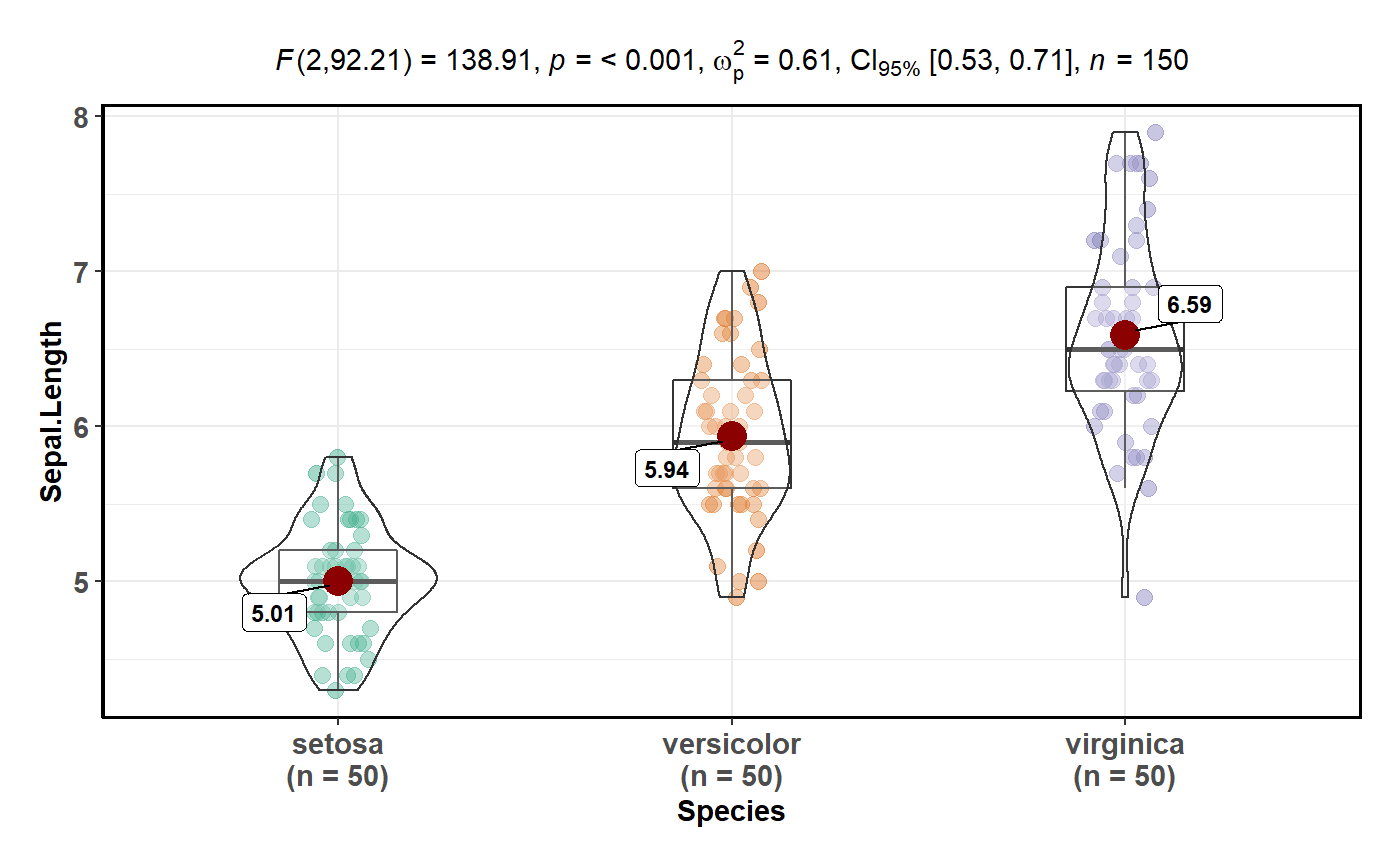 F(2,92.21) = 138.91, p = < 0.001, ω²ₚ = 0.61, CI₉₅% [0.53, 0.71], n = 150
8
7
6
5
Sepal.Length
6.59
5.94
5.01
setosa
(n = 50)
versicolor
(n = 50)
virginica
(n = 50)
Species